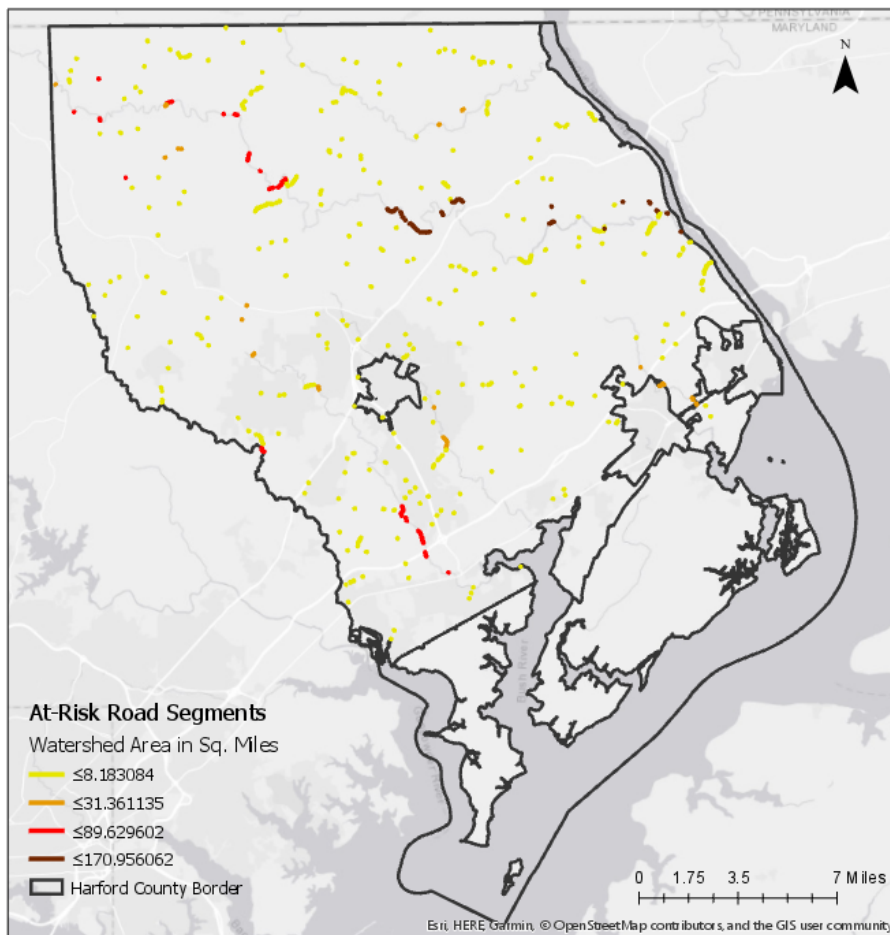 PENNSYLVANIA
MARYLAND
N
Bush River
At-Risk Road Segments
Watershed Area in Sq. Miles
≤8.183084
≤31.361135
≤89.629602
≤170.956062
Harford County Border
0 1.75 3.5 7 Miles
Esri, HERE, Garmin, © OpenStreetMap contributors, and the GIS user community